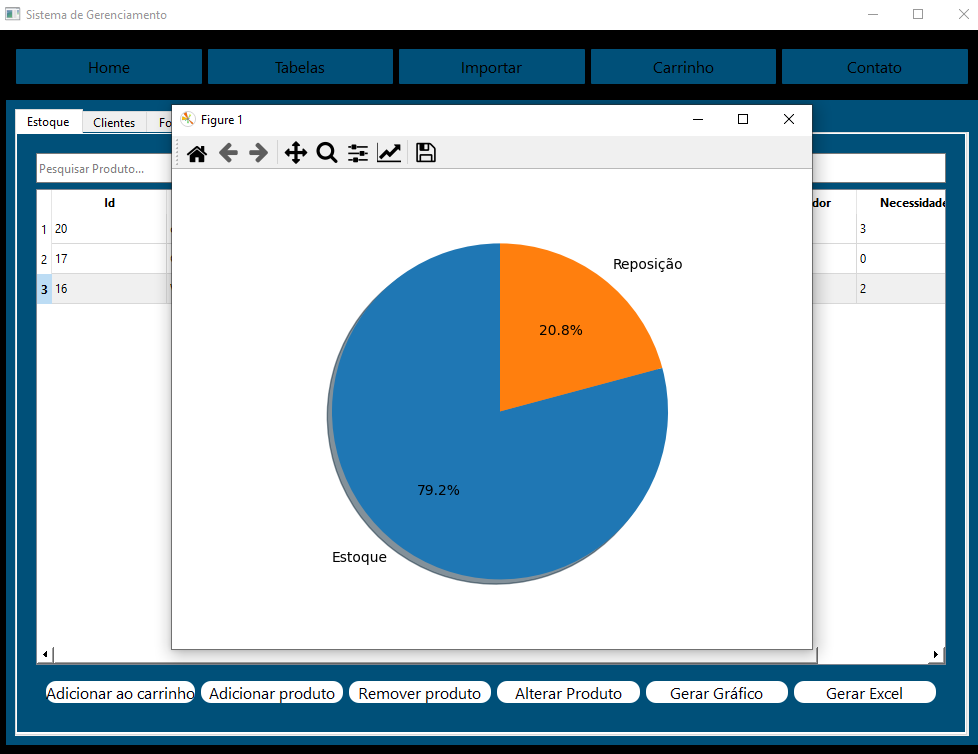 Sistema de Gerenciamento
Home Tabelas Importar Carrinho Contato
Estoque Clientes Fo
Figure 1
Pesquisar Produto...
Id dor Necessidade
1 20 3
2 17 0
3 16 2
Reposição
20.8%
79.2%
Estoque
Adicionar ao carrinho Adicionar produto Remover produto Alterar Produto Gerar Gráfico Gerar Excel